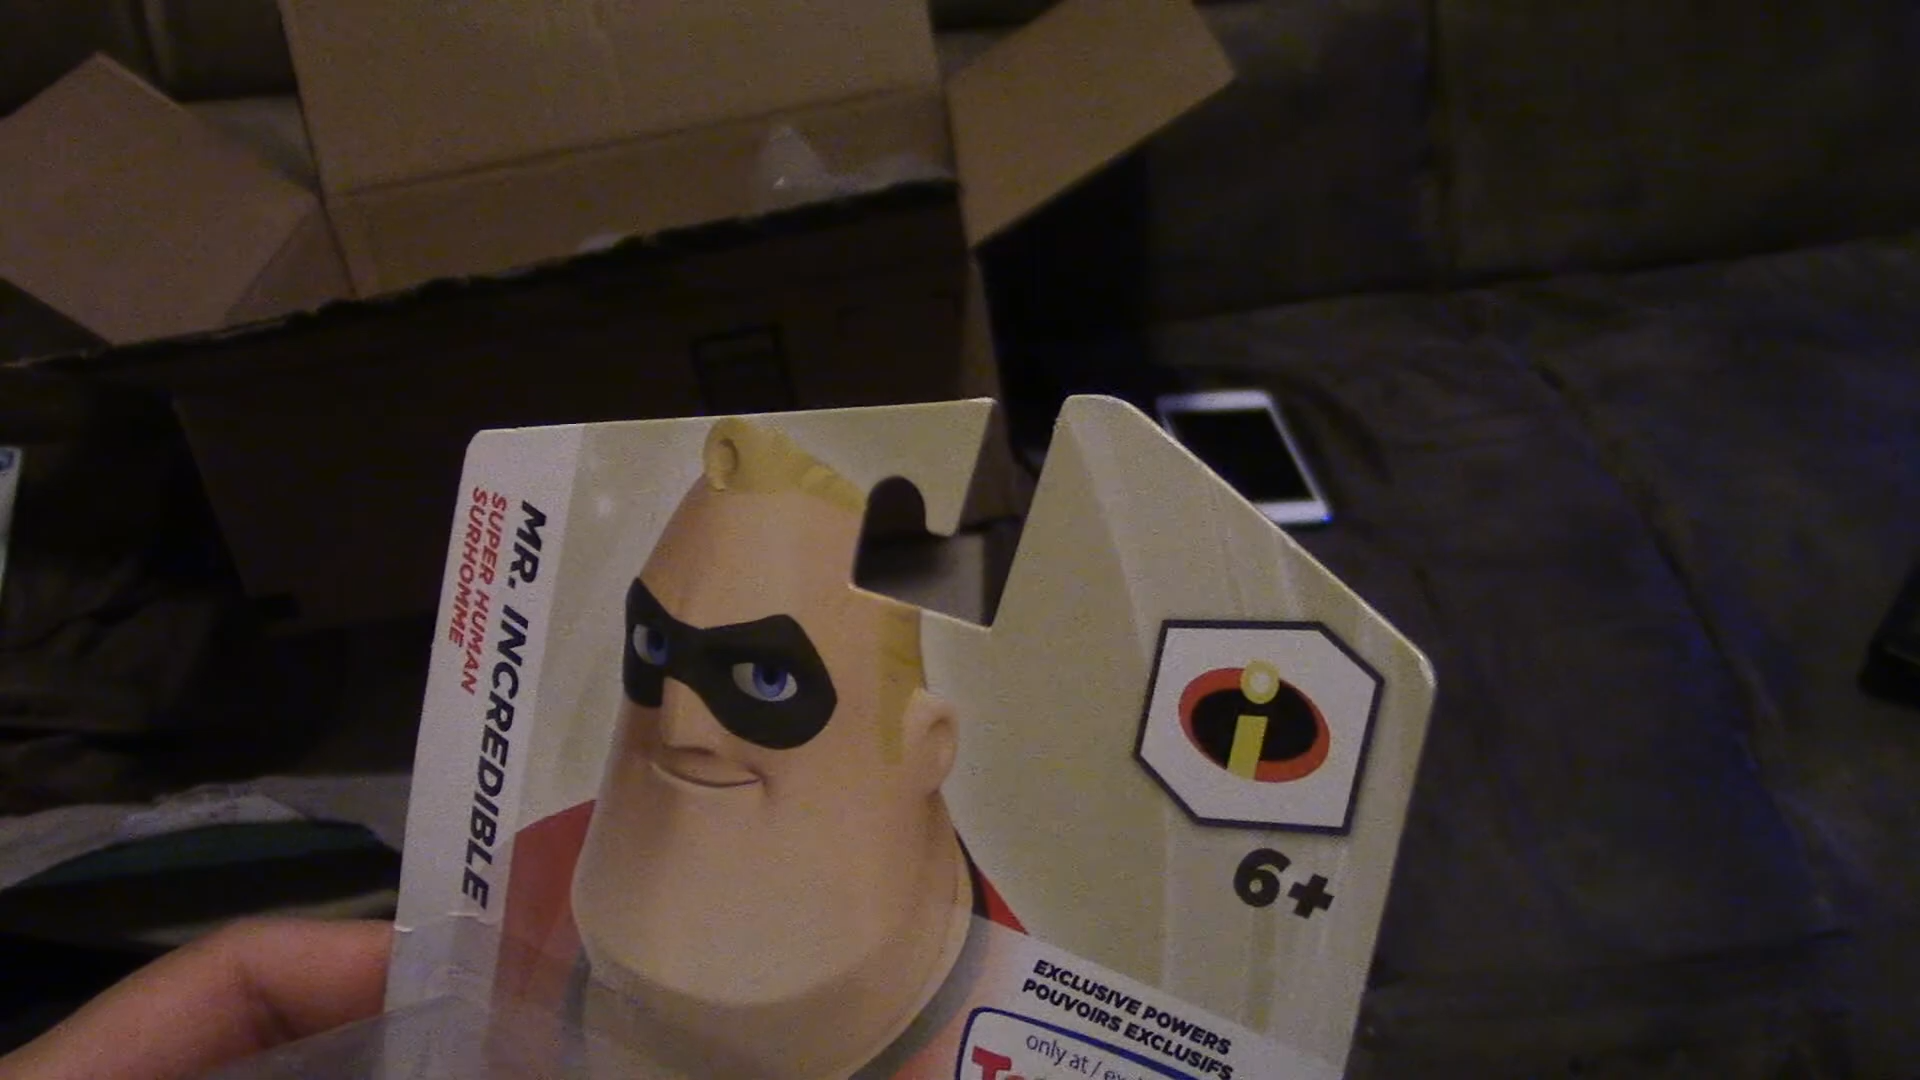 MR. INCREDIBLE
SUPER HUMAN
SURHOMME
6+
EXCLUSIVE POWERS
POUVOIRS EXCLUSIFS
only at /